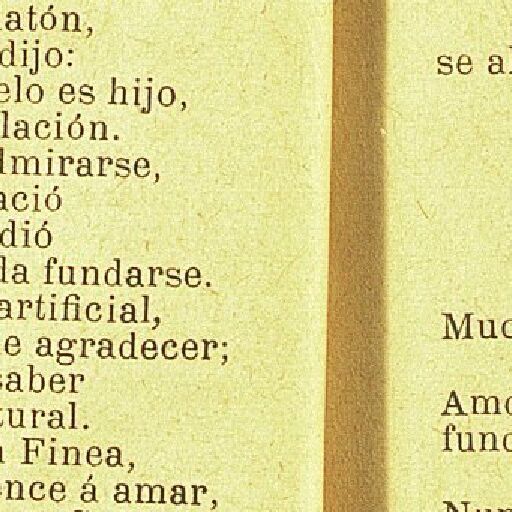 atón,
dijo:
elo es hijo,
lación.
lmirarse,
ació
dió
da fundarse.
artificial,
e agradecer;
saber
tural.
Finea,
ence á amar,
se al
Muc
Amo
func